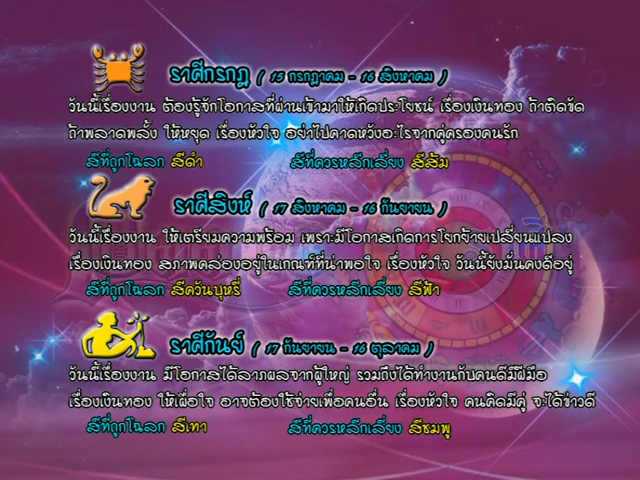 ราศีกรกฎ ( 15 กรกฎาคม - 16 สิงหาคม )
วันนี้เรื่องงาน ต้องรู้จักโอกาสที่ผ่านเข้ามาให้เกิดประโยชน์ เรื่องเงินทอง ถ้าติดขัด
ถ้าพลาดพลั้ง ให้หยุด เรื่องหัวใจ อย่าไปคาดหวังอะไรจากคู่ครองคนรัก
สีที่ถูกโฉลก สีดำ สีที่ควรหลีกเลี่ยง สีส้ม
ราศีสิงห์ ( 17 สิงหาคม - 16 กันยายน )
วันนี้เรื่องงาน ให้เตรียมความพร้อม เพราะมีโอกาสเกิดการโยกย้ายเปลี่ยนแปลง
เรื่องเงินทอง สภาพคล่องอยู่ในเกณฑ์ที่น่าพอใจ เรื่องหัวใจ วันนี้ยังมั่นคงดีอยู่
สีที่ถูกโฉลก สีควันบุหรี่ สีที่ควรหลีกเลี่ยง สีฟ้า
ราศีกันย์ ( 17 กันยายน - 16 ตุลาคม )
วันนี้เรื่องงาน มีโอกาสได้ลาภผลจากผู้ใหญ่ รวมถึงได้ทำงานกับคนดีมีฝีมือ
เรื่องเงินทอง ให้เผื่อใจ อาจต้องใช้จ่ายเพื่อคนอื่น เรื่องหัวใจ คนคิดมีคู่ จะได้ข่าวดี
สีที่ถูกโฉลก สีเทา สีที่ควรหลีกเลี่ยง สีชมพู